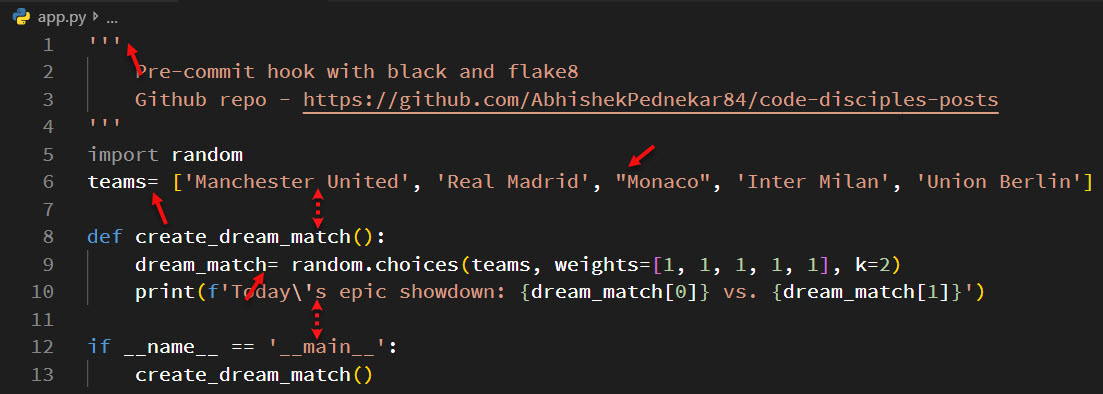 app.py > ...
1 '''
2     Pre-commit hook with black and flake8
3     Github repo - https://github.com/AbhishekPednekar84/code-disciples-posts
4 '''
5 import random
6 teams= ['Manchester United', 'Real Madrid', "Monaco", 'Inter Milan', 'Union Berlin']
7
8 def create_dream_match():
9     dream_match= random.choices(teams, weights=[1, 1, 1, 1, 1], k=2)
10     print(f'Today\'s epic showdown: {dream_match[0]} vs. {dream_match[1]}')
11
12 if __name__ == '__main__':
13     create_dream_match()